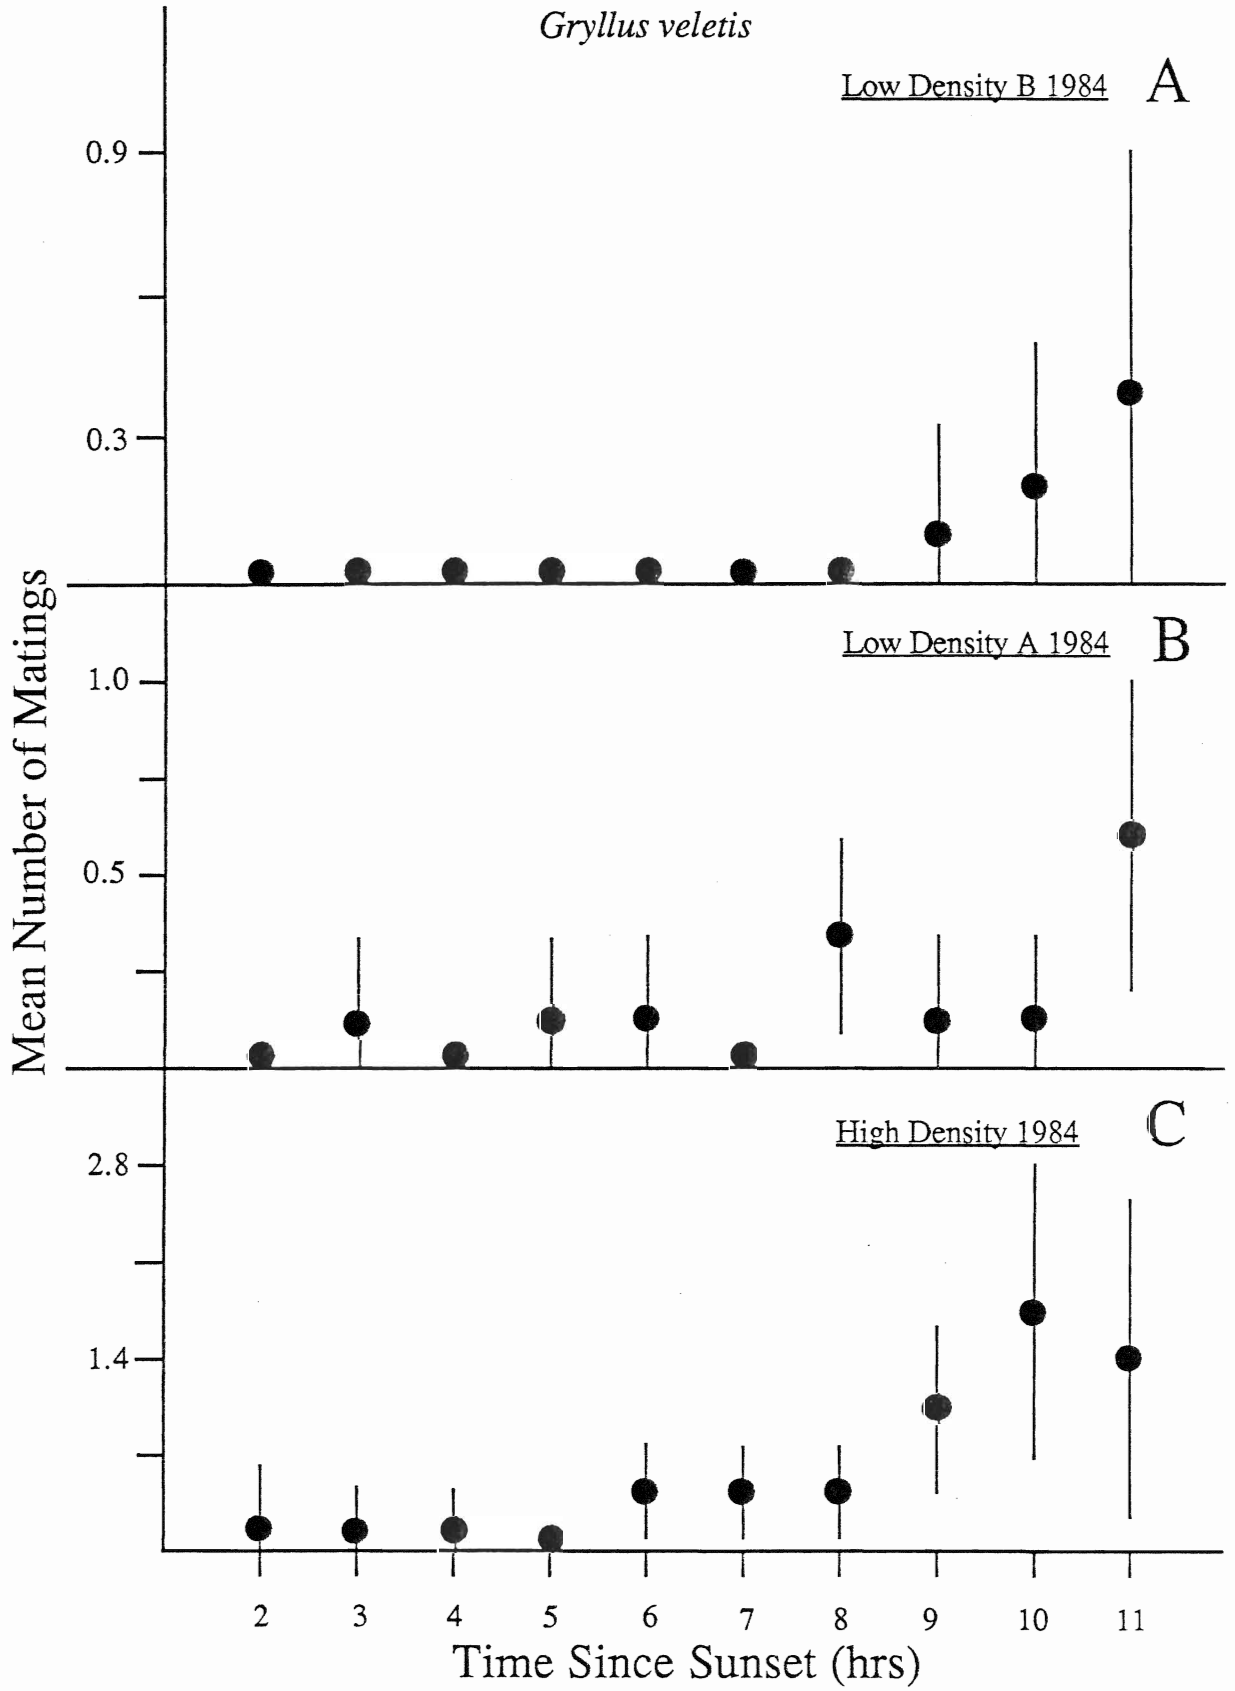 Gryllus veletis
Low Density B 1984
A
0.9
0.3
Mean Number of Matings
Low Density A 1984
B
1.0
0.5
High Density 1984
C
2.8
1.4
2 3 4 5 6 7 8 9 10 11
Time Since Sunset (hrs)